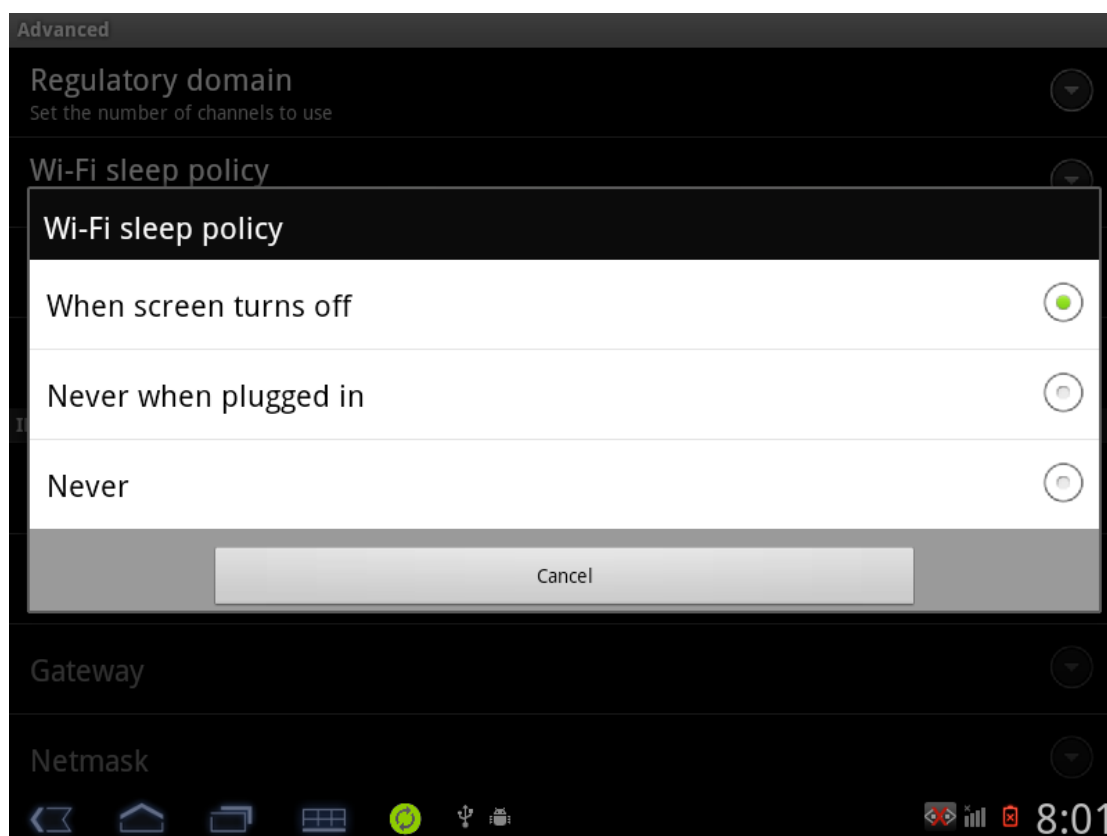 Advanced
Regulatory domain
Set the number of channels to use
Wi-Fi sleep policy
Wi-Fi sleep policy
When screen turns off
Never when plugged in
Never
Cancel
Gateway
Netmask
8:01